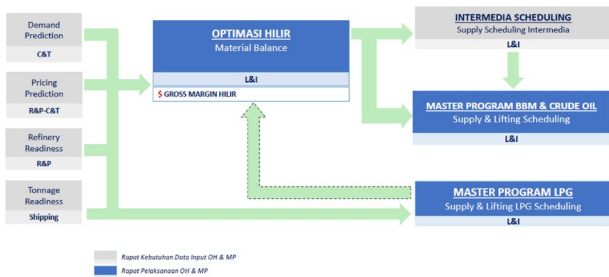 Demand
Prediction
C&T
Pricing
Prediction
R&P-C&T
Refinery
Readiness
R&P
Tonnage
Readiness
Shipping
OPTIMASI HILIR
Material Balance
L&I
$ GROSS MARGIN HILIR
INTERMEDIA SCHEDULING
Supply Scheduling Intermedia
L&I
MASTER PROGRAM BBM & CRUDE OIL
Supply & Lifting Scheduling
L&I
MASTER PROGRAM LPG
Supply & Lifting LPG Scheduling
L&I
Rapat Kebutuhan Data Input OH & MP
Rapat Pelaksanaan OH & MP